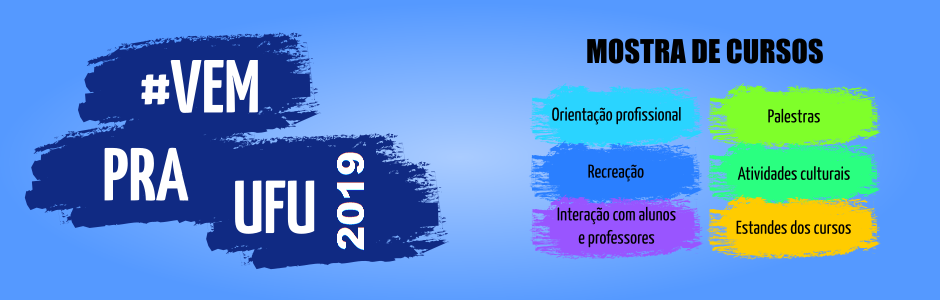 #VEM
PRA
UFU
2019
MOSTRA DE CURSOS
Orientação profissional
Palestras
Recreação
Atividades culturais
Interação com alunos
e professores
Estandes dos cursos